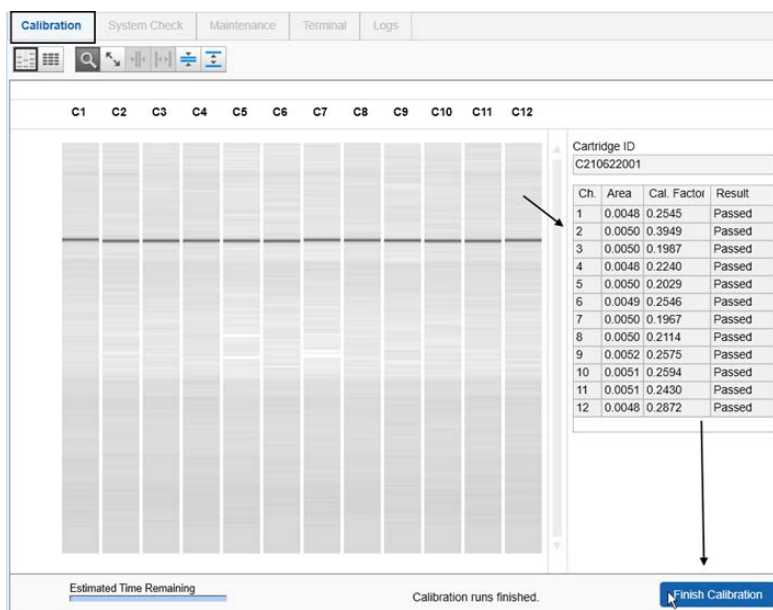 Calibration System Check Maintenance Terminal Logs
C1 C2 C3 C4 C5 C6 C7 C8 C9 C10 C11 C12
Cartridge ID
C210622001
Ch. Area Cal. Factor Result
1 0.0048 0.2545 Passed
2 0.0050 0.3949 Passed
3 0.0050 0.1987 Passed
4 0.0048 0.2240 Passed
5 0.0050 0.2029 Passed
6 0.0049 0.2546 Passed
7 0.0050 0.1967 Passed
8 0.0050 0.2114 Passed
9 0.0052 0.2575 Passed
10 0.0051 0.2594 Passed
11 0.0051 0.2430 Passed
12 0.0048 0.2872 Passed
Estimated Time Remaining
Calibration runs finished.
Finish Calibration